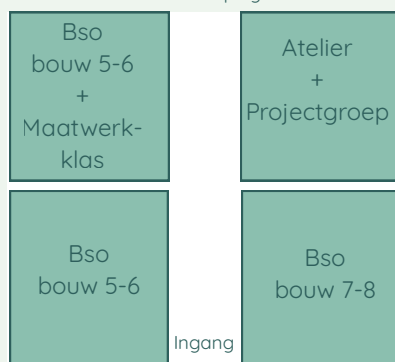 Bso
bouw 5-6
+
Maatwerk-
klas
Atelier
+
Projectgroep
Bso
bouw 5-6
Bso
bouw 7-8
Ingang